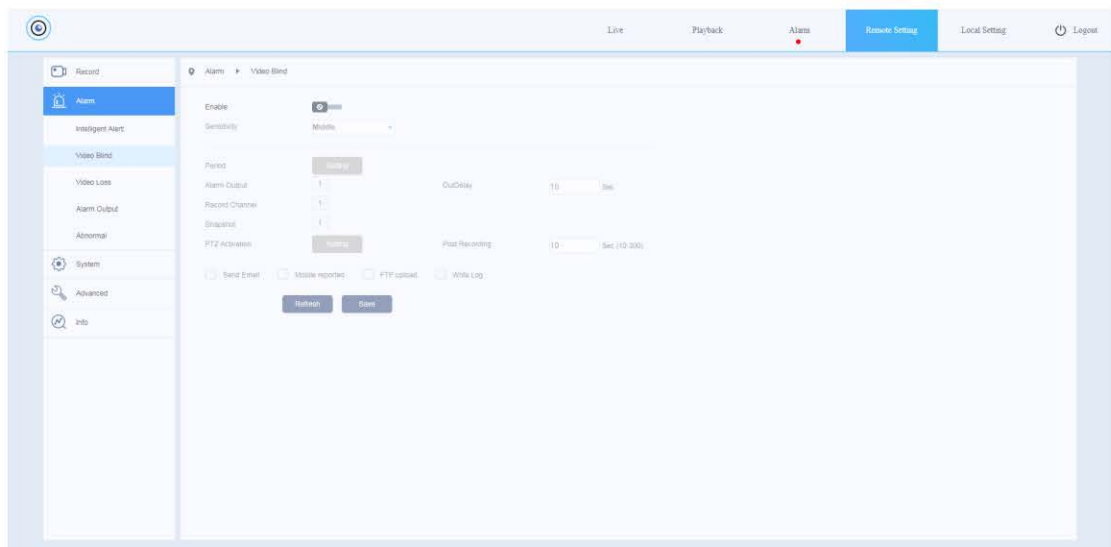 Live Playback Alarm Remote Setting Local Setting Logout
Record
Alarm
Intelligent Alert
Video Blind
Video Loss
Alarm Output
Abnormal
System
Advanced
Info
Alarm Video Blind
Enable
Sensitivity Middle
Period Setting
Alarm Output 1 OutDelay 10 Sec
Record Channel 1
Snapshot 1
PTZ Activation Setting Post Recording 10 Sec (10-300)
Send Email Mobile reported FTP upload Write Log
Refresh Save